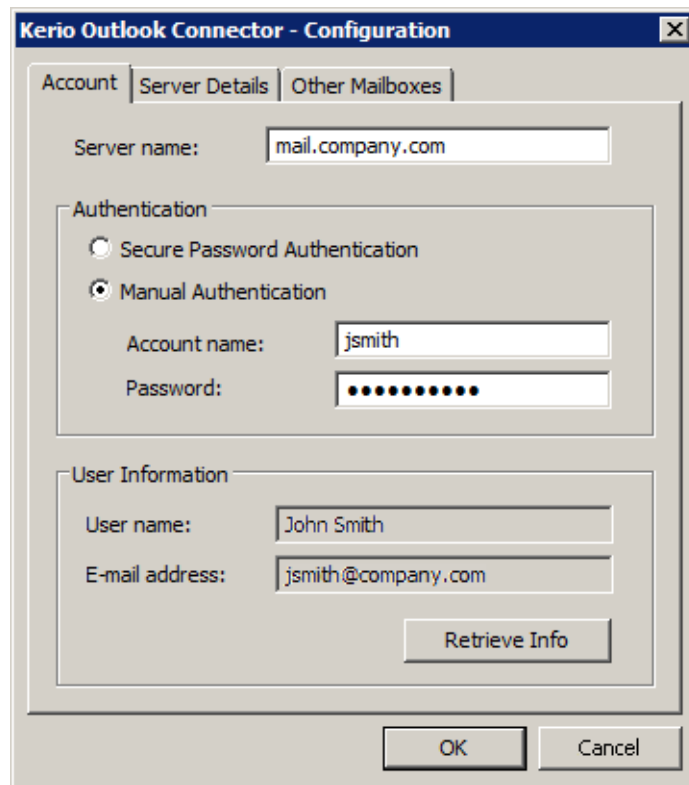 Kerio Outlook Connector - Configuration
Account Server Details Other Mailboxes
Server name: mail.company.com
Authentication
Secure Password Authentication
Manual Authentication
Account name: jsmith
Password: ●●●●●●●●●●
User Information
User name: John Smith
E-mail address: jsmith@company.com
Retrieve Info
OK Cancel